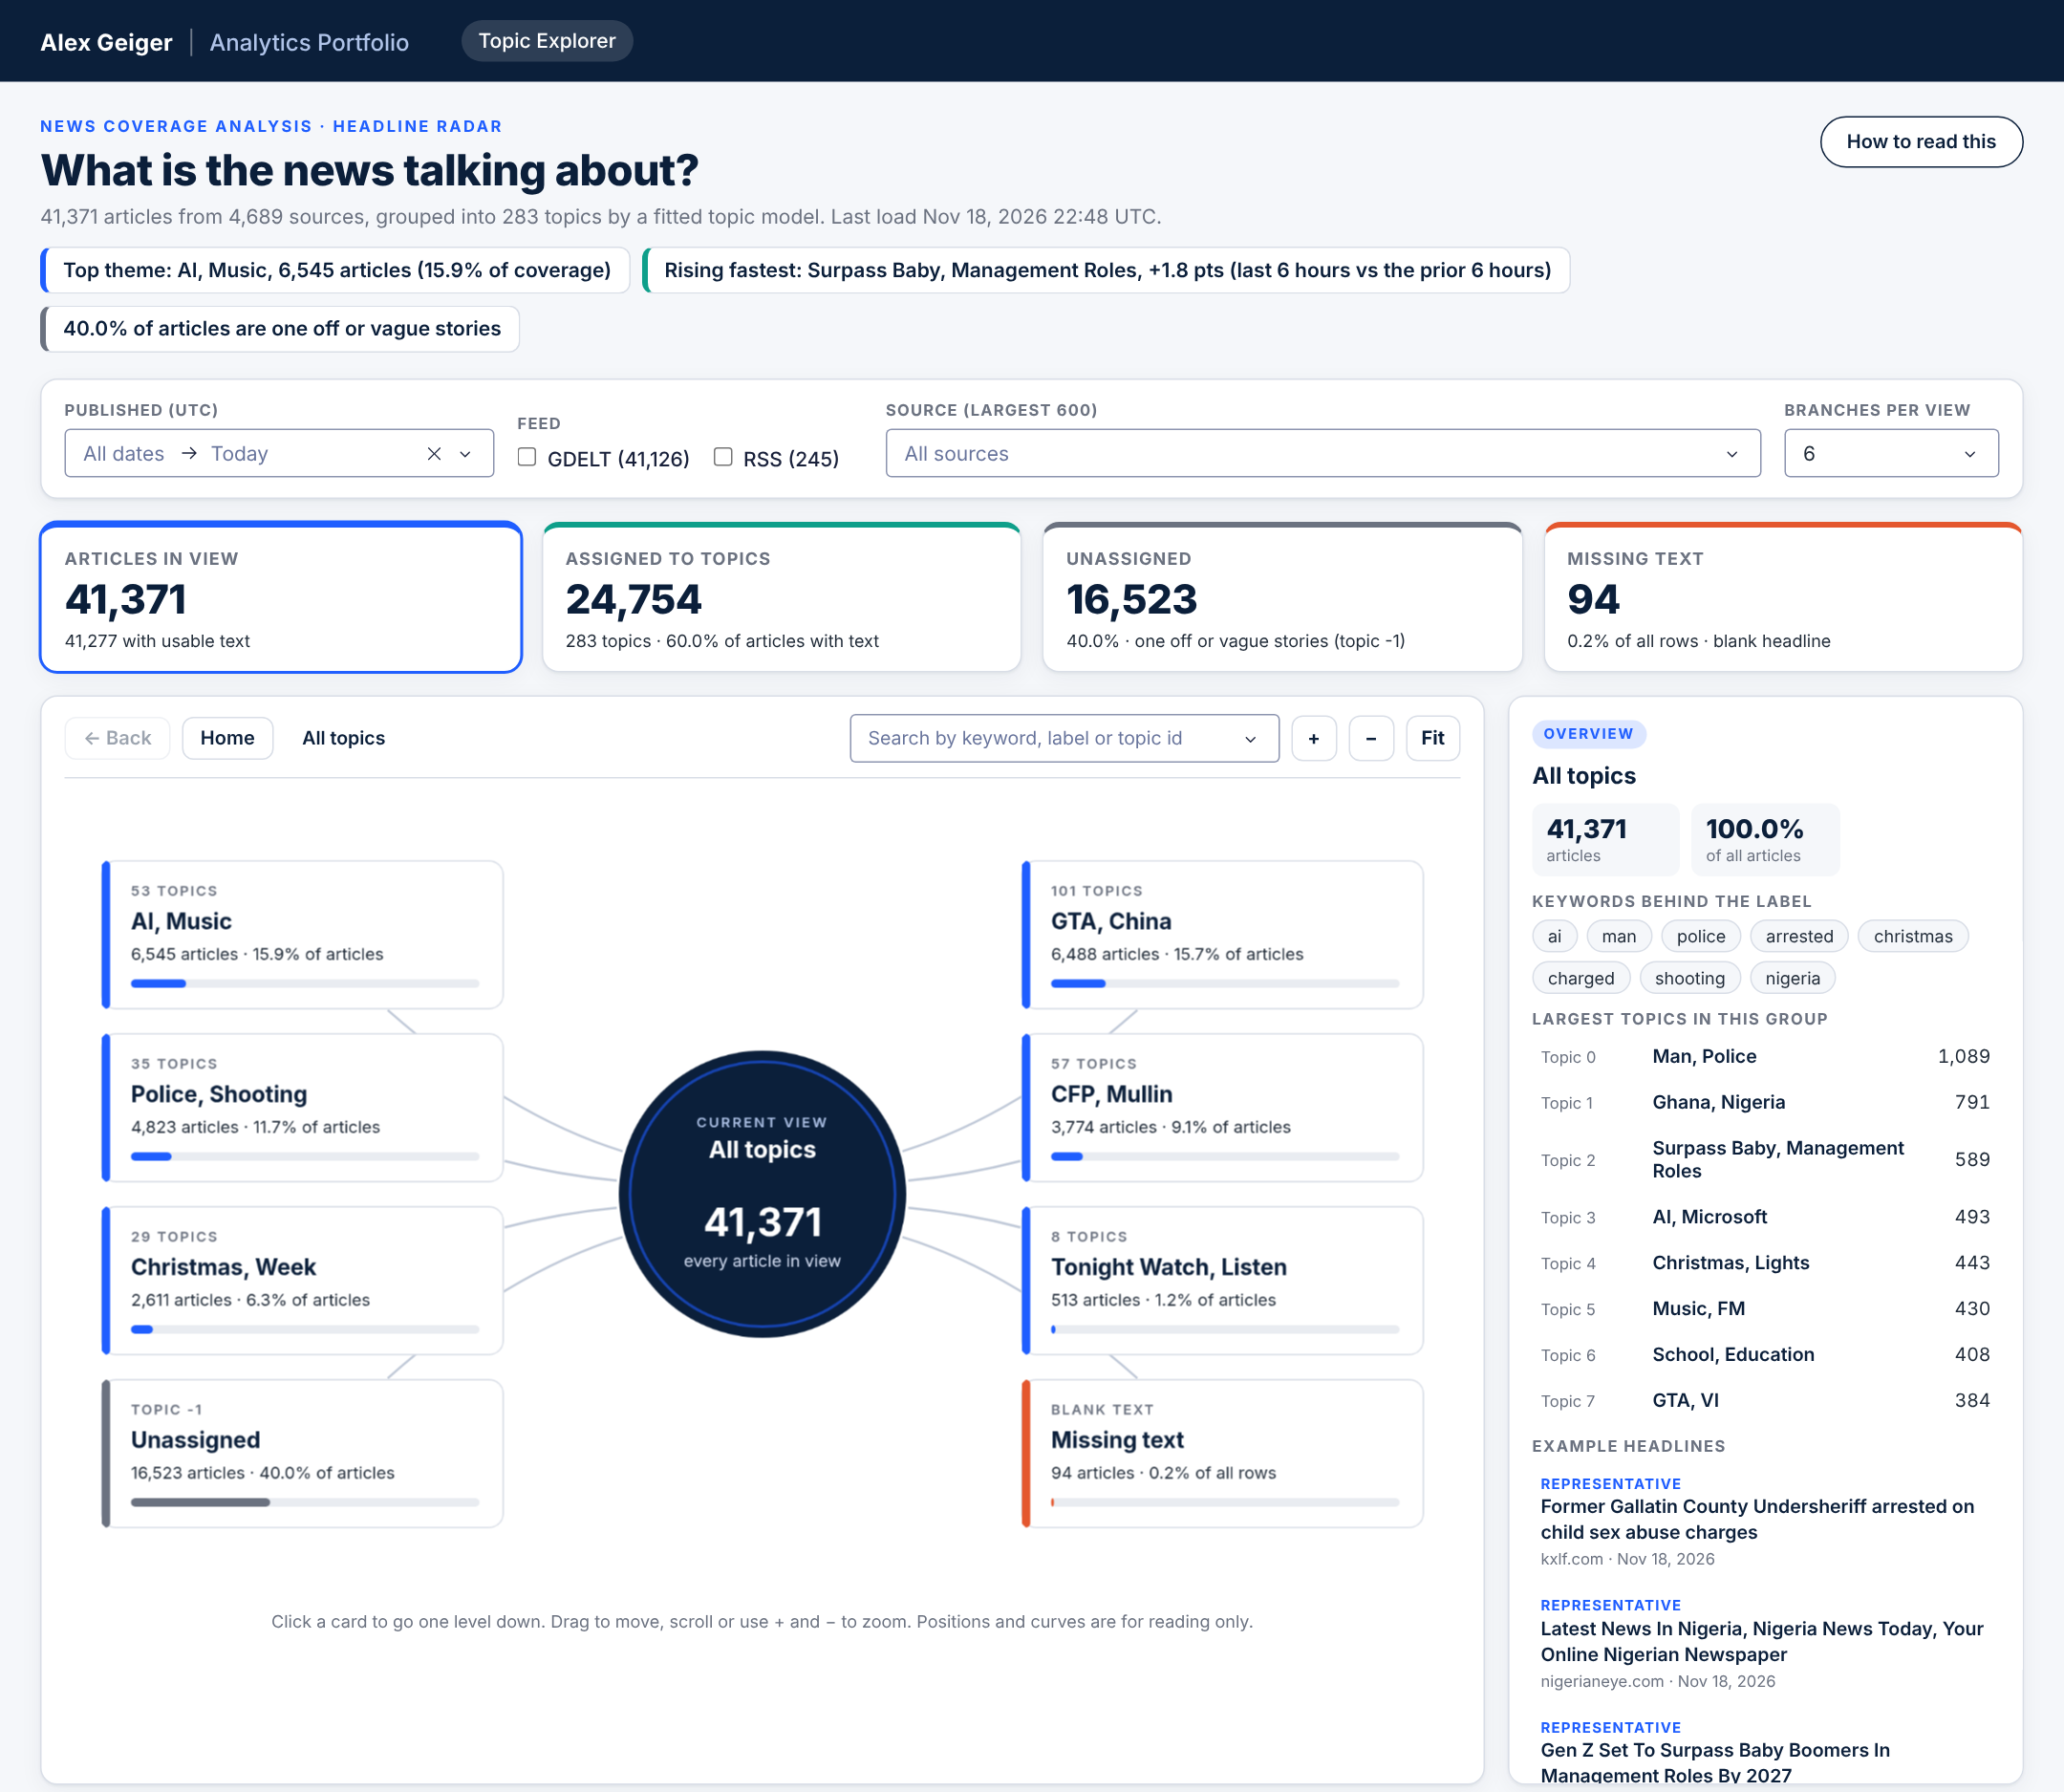 Alex Geiger | Analytics Portfolio
Topic Explorer
NEWS COVERAGE ANALYSIS · HEADLINE RADAR
How to read this
What is the news talking about?
41,371 articles from 4,689 sources, grouped into 283 topics by a fitted topic model. Last load Nov 18, 2026 22:48 UTC.
Top theme: AI, Music, 6,545 articles (15.9% of coverage)
Rising fastest: Surpass Baby, Management Roles, +1.8 pts (last 6 hours vs the prior 6 hours)
40.0% of articles are one off or vague stories
PUBLISHED (UTC)
All dates → Today
FEED
GDELT (41,126)
RSS (245)
SOURCE (LARGEST 600)
All sources
BRANCHES PER VIEW
6
ARTICLES IN VIEW
41,371
41,277 with usable text
ASSIGNED TO TOPICS
24,754
283 topics · 60.0% of articles with text
UNASSIGNED
16,523
40.0% · one off or vague stories (topic -1)
MISSING TEXT
94
0.2% of all rows · blank headline
← Back
Home
All topics
Search by keyword, label or topic id
+
−
Fit
53 TOPICS
AI, Music
6,545 articles · 15.9% of articles
35 TOPICS
Police, Shooting
4,823 articles · 11.7% of articles
29 TOPICS
Christmas, Week
2,611 articles · 6.3% of articles
TOPIC -1
Unassigned
16,523 articles · 40.0% of articles
CURRENT VIEW
All topics
41,371
every article in view
101 TOPICS
GTA, China
6,488 articles · 15.7% of articles
57 TOPICS
CFP, Mullin
3,774 articles · 9.1% of articles
8 TOPICS
Tonight Watch, Listen
513 articles · 1.2% of articles
BLANK TEXT
Missing text
94 articles · 0.2% of all rows
Click a card to go one level down. Drag to move, scroll or use + and − to zoom. Positions and curves are for reading only.
OVERVIEW
All topics
41,371
articles
100.0%
of all articles
KEYWORDS BEHIND THE LABEL
ai man police arrested christmas
charged shooting nigeria
LARGEST TOPICS IN THIS GROUP
Topic 0 Man, Police 1,089
Topic 1 Ghana, Nigeria 791
Topic 2 Surpass Baby, Management Roles 589
Topic 3 AI, Microsoft 493
Topic 4 Christmas, Lights 443
Topic 5 Music, FM 430
Topic 6 School, Education 408
Topic 7 GTA, VI 384
EXAMPLE HEADLINES
REPRESENTATIVE
Former Gallatin County Undersheriff arrested on
child sex abuse charges
kxlf.com · Nov 18, 2026
REPRESENTATIVE
Latest News In Nigeria, Nigeria News Today, Your
Online Nigerian Newspaper
nigerianeye.com · Nov 18, 2026
REPRESENTATIVE
Gen Z Set To Surpass Baby Boomers In
Management Roles By 2027